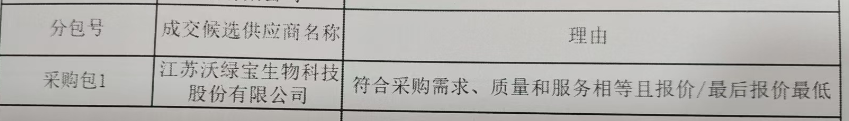 分包号 成交候选供应商名称 理由
采购包1 江苏沃绿宝生物科技股份有限公司 符合采购需求、质量和服务相等且报价/最后报价最低